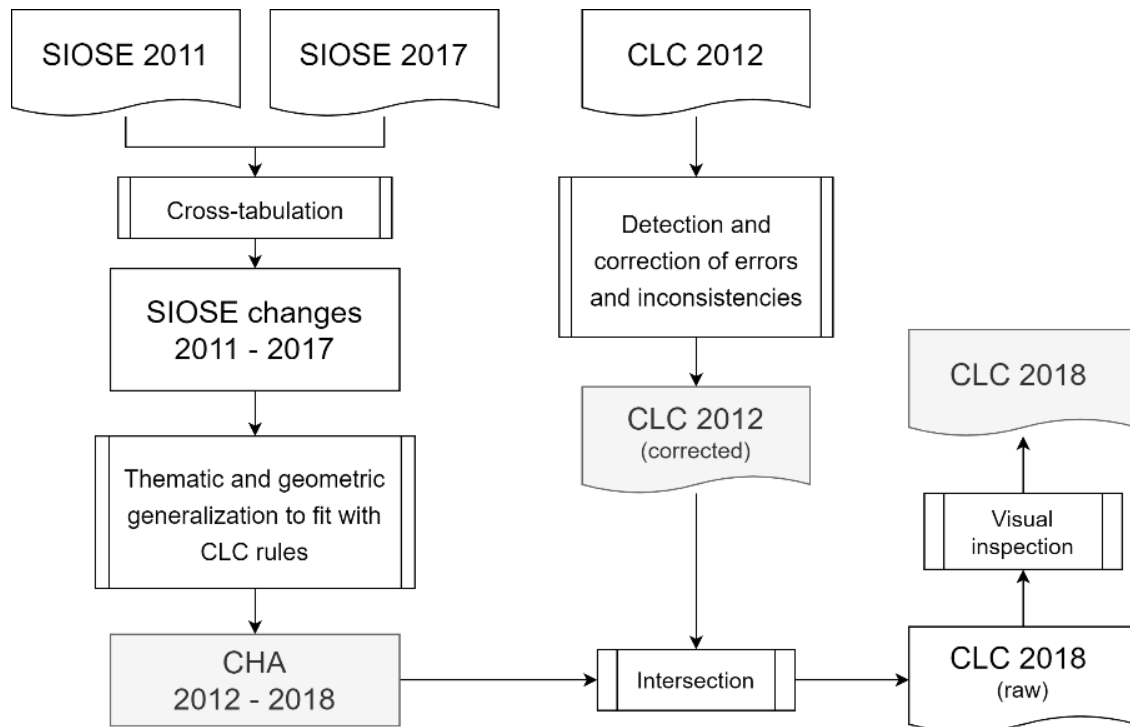 SIOSE 2011
SIOSE 2017
CLC 2012
Cross-tabulation
Detection and
correction of errors
and inconsistencies
SIOSE changes
2011 - 2017
CLC 2018
CLC 2012
(corrected)
Thematic and geometric
generalization to fit with
CLC rules
Visual
inspection
CHA
2012 - 2018
Intersection
CLC 2018
(raw)